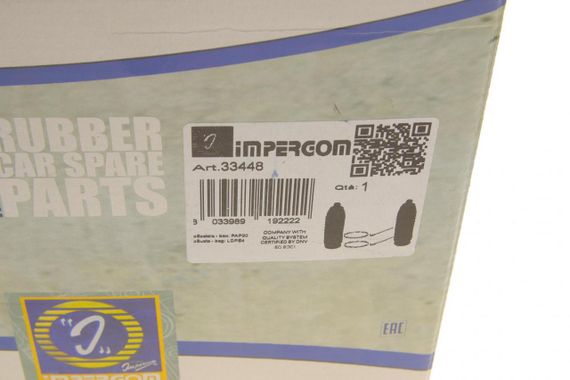 RUBBER
CAR SPARE
PARTS
impergom
Art.33448
Qtà: 1
8 033989 192222
COMPANY WITH
QUALITY SYSTEM
CERTIFIED BY DNV
EAC
impergom